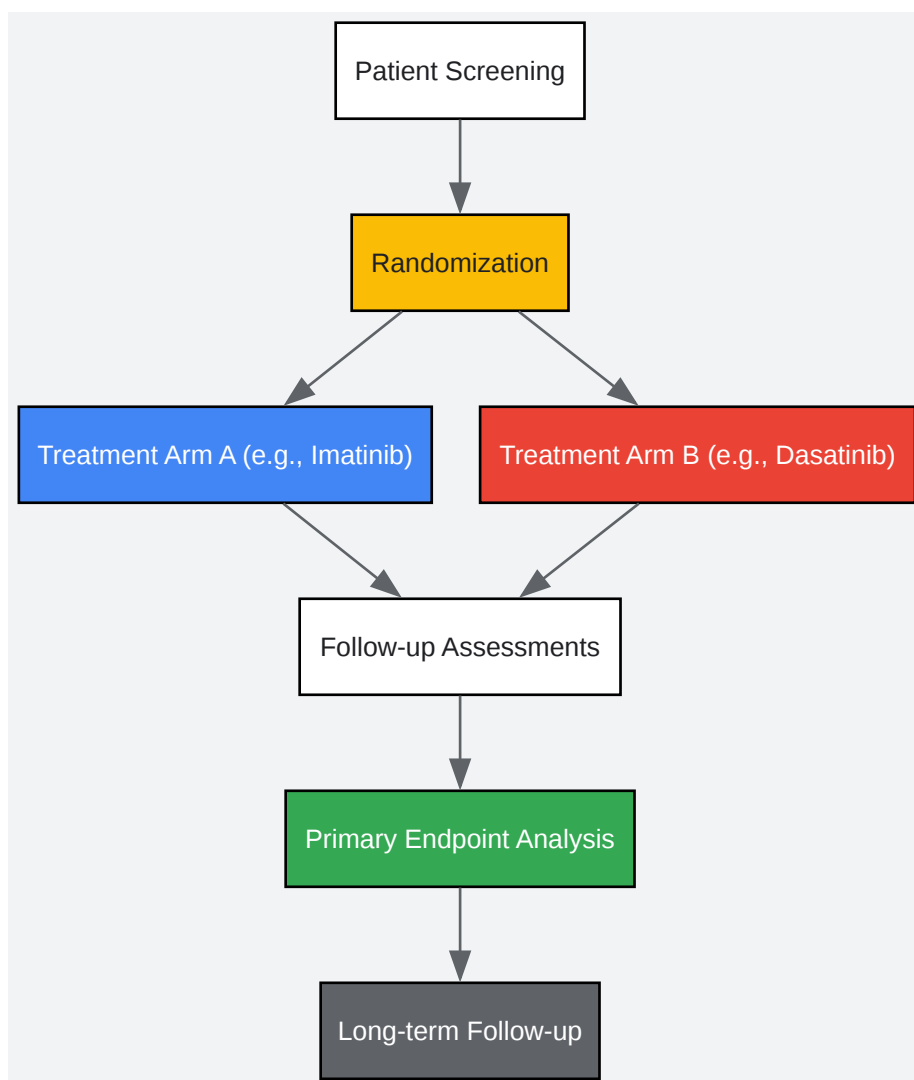 Patient Screening
Randomization
Treatment Arm A (e.g., Imatinib)
Treatment Arm B (e.g., Dasatinib)
Follow-up Assessments
Primary Endpoint Analysis
Long-term Follow-up